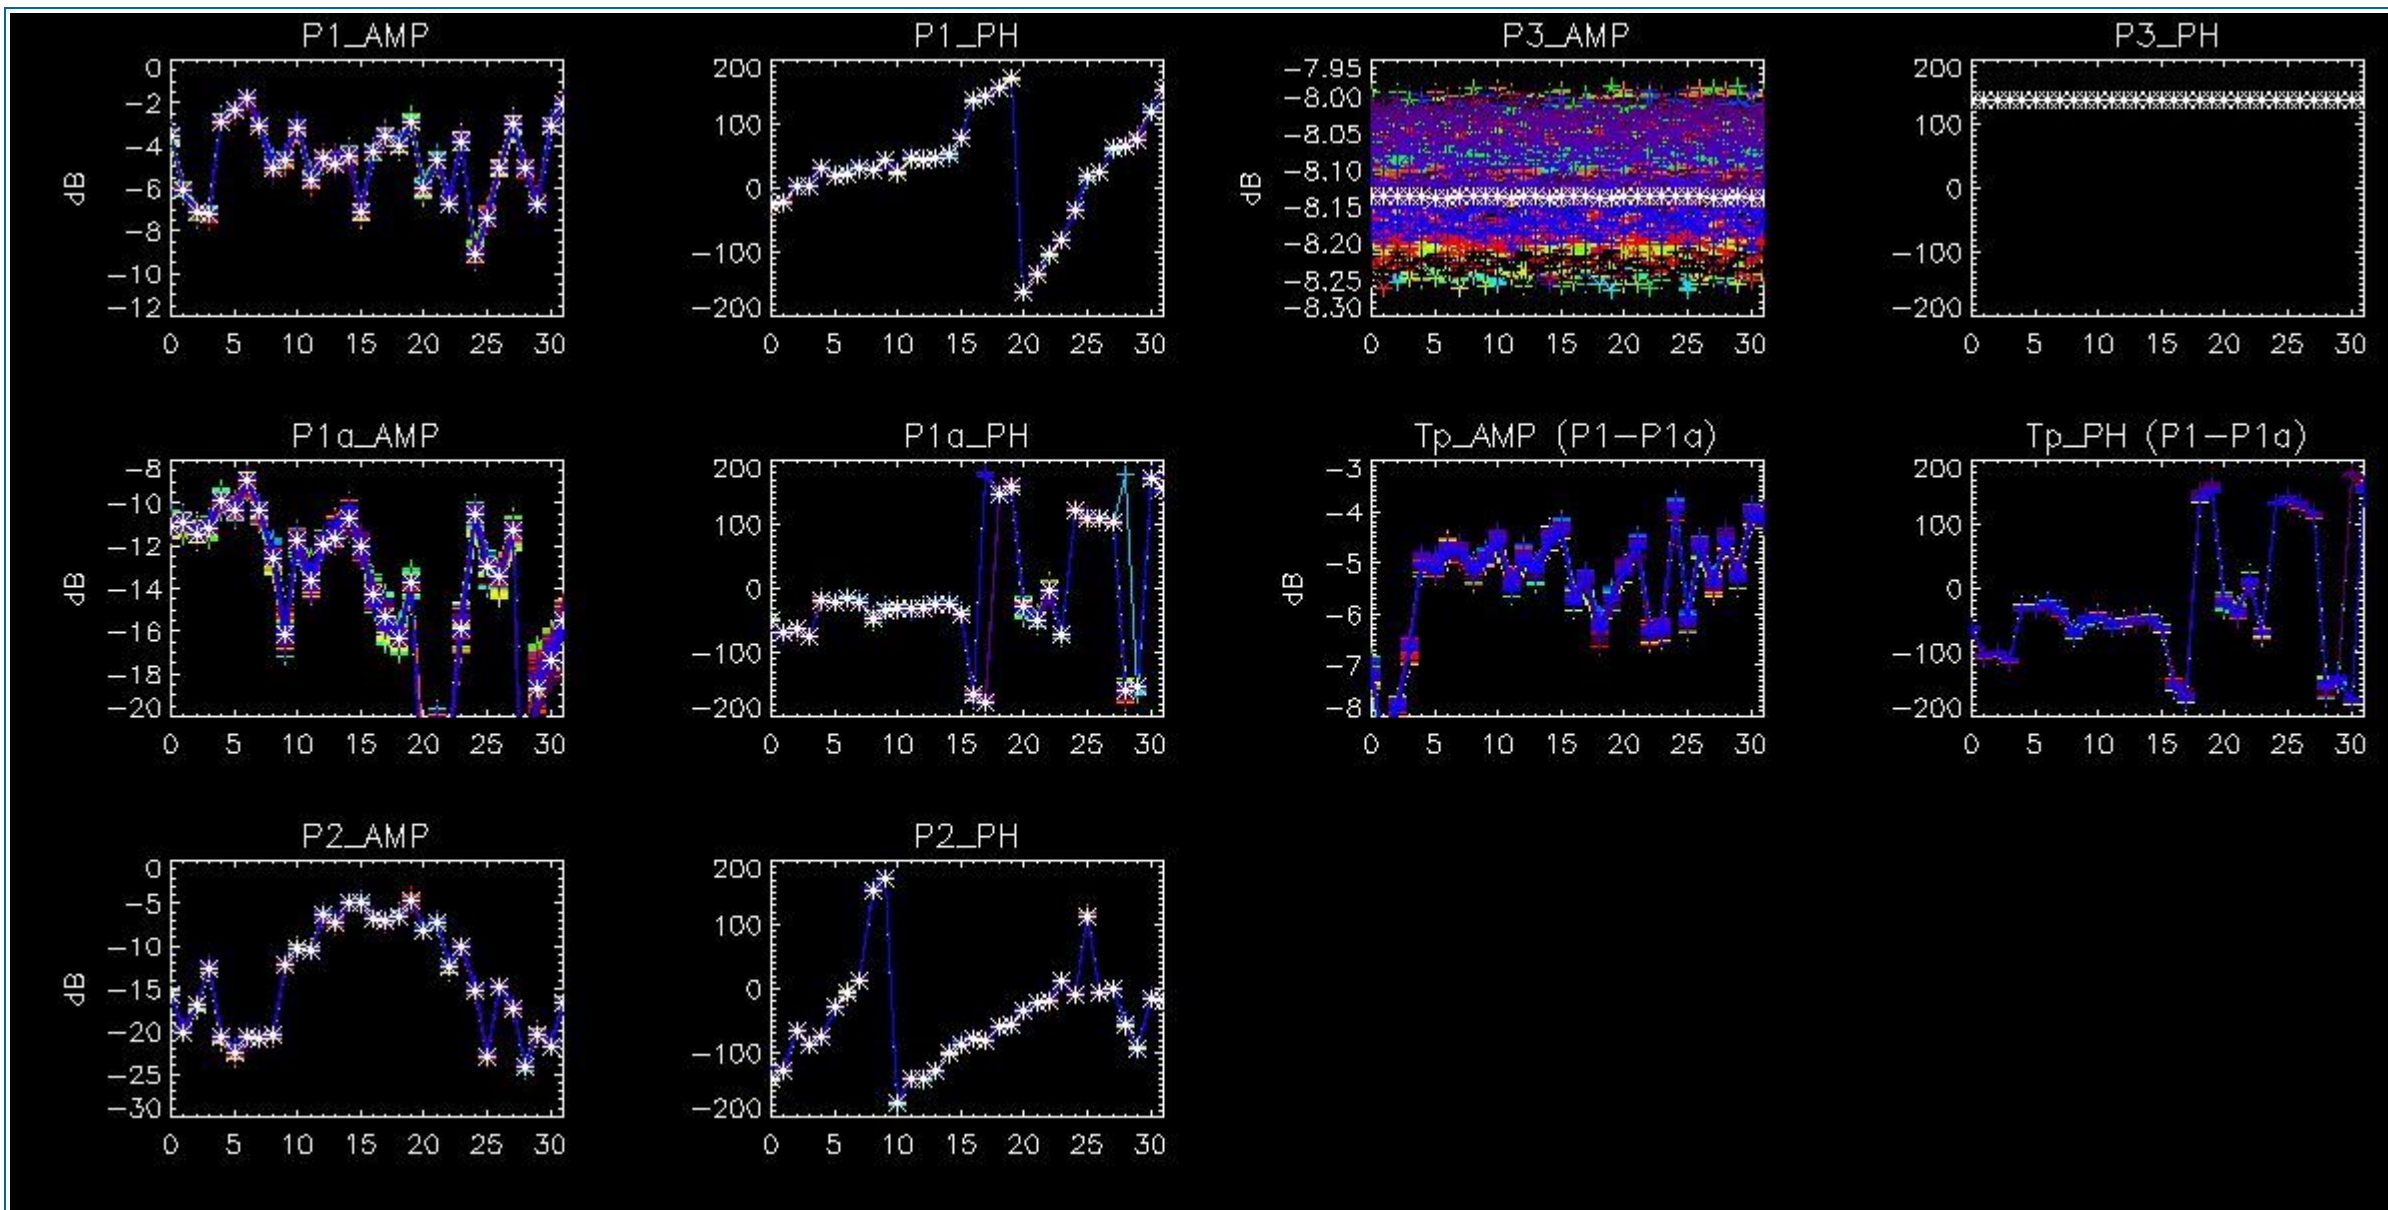 P1_AMP
0
−2
−4
−6
−8
−10
−12
dB
0 5 10 15 20 25 30
P1_PH
200
100
0
−100
−200
0 5 10 15 20 25 30
P3_AMP
−7.95
−8.00
−8.05
−8.10
−8.15
−8.20
−8.25
−8.30
dB
0 5 10 15 20 25 30
P3_PH
200
100
0
−100
−200
0 5 10 15 20 25 30
P1a_AMP
−8
−10
−12
−14
−16
−18
−20
dB
0 5 10 15 20 25 30
P1a_PH
200
100
0
−100
−200
0 5 10 15 20 25 30
Tp_AMP (P1−P1a)
−3
−4
−5
−6
−7
−8
dB
0 5 10 15 20 25 30
Tp_PH (P1−P1a)
200
100
0
−100
−200
0 5 10 15 20 25 30
P2_AMP
0
−5
−10
−15
−20
−25
−30
dB
0 5 10 15 20 25 30
P2_PH
200
100
0
−100
−200
0 5 10 15 20 25 30